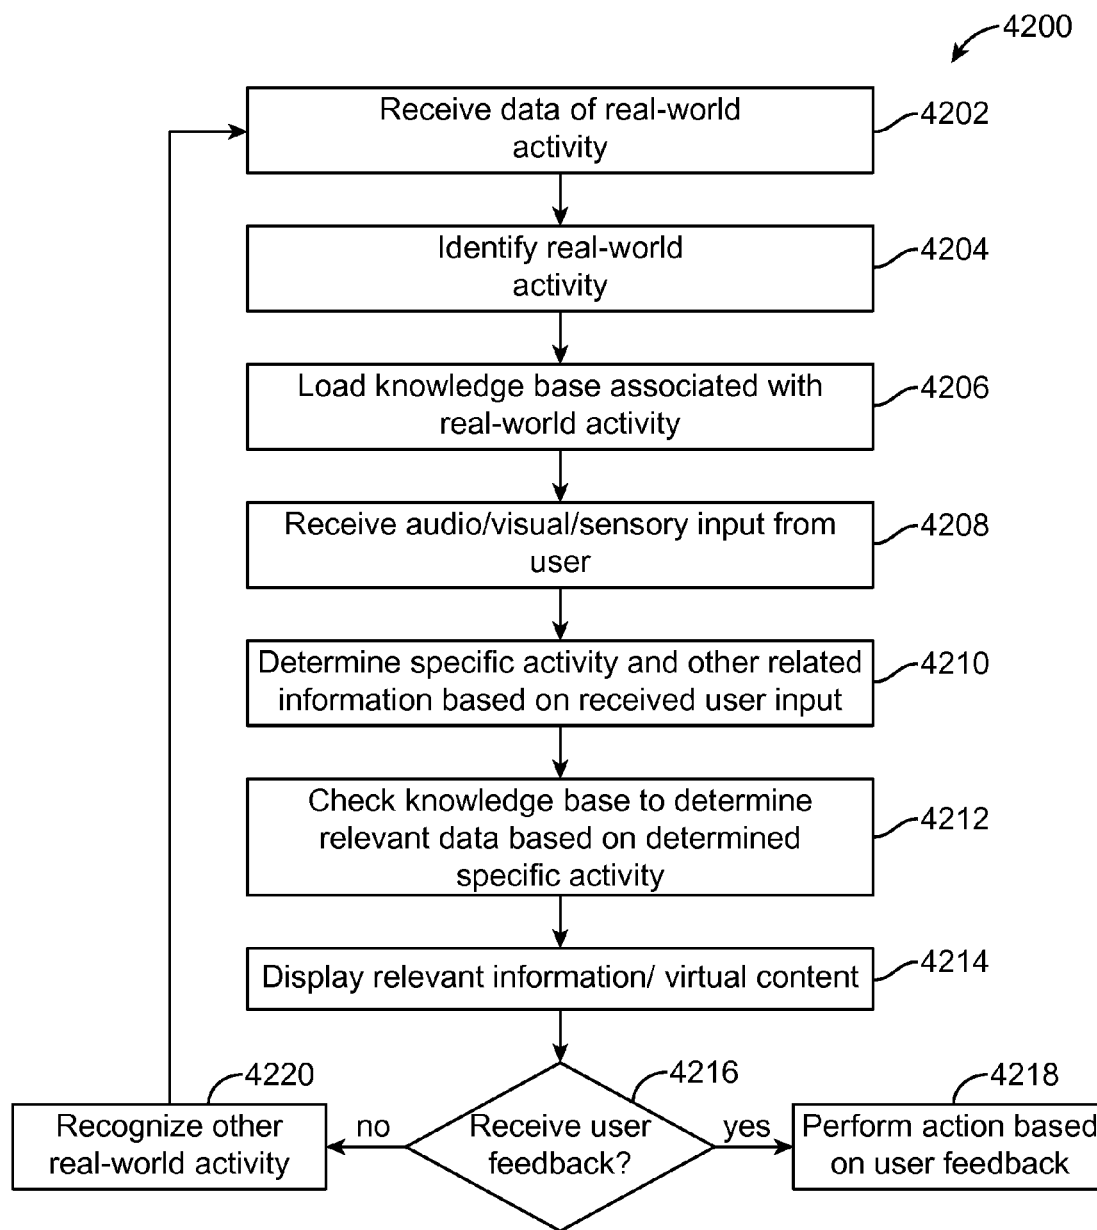 4200
Receive data of real-world
activity
4202
Identify real-world
activity
4204
Load knowledge base associated with
real-world activity
4206
Receive audio/visual/sensory input from
user
4208
Determine specific activity and other related
information based on received user input
4210
Check knowledge base to determine
relevant data based on determined
specific activity
4212
Display relevant information/ virtual content
4214
4220
Recognize other
real-world activity
no
4216
Receive user
feedback?
yes
4218
Perform action based
on user feedback